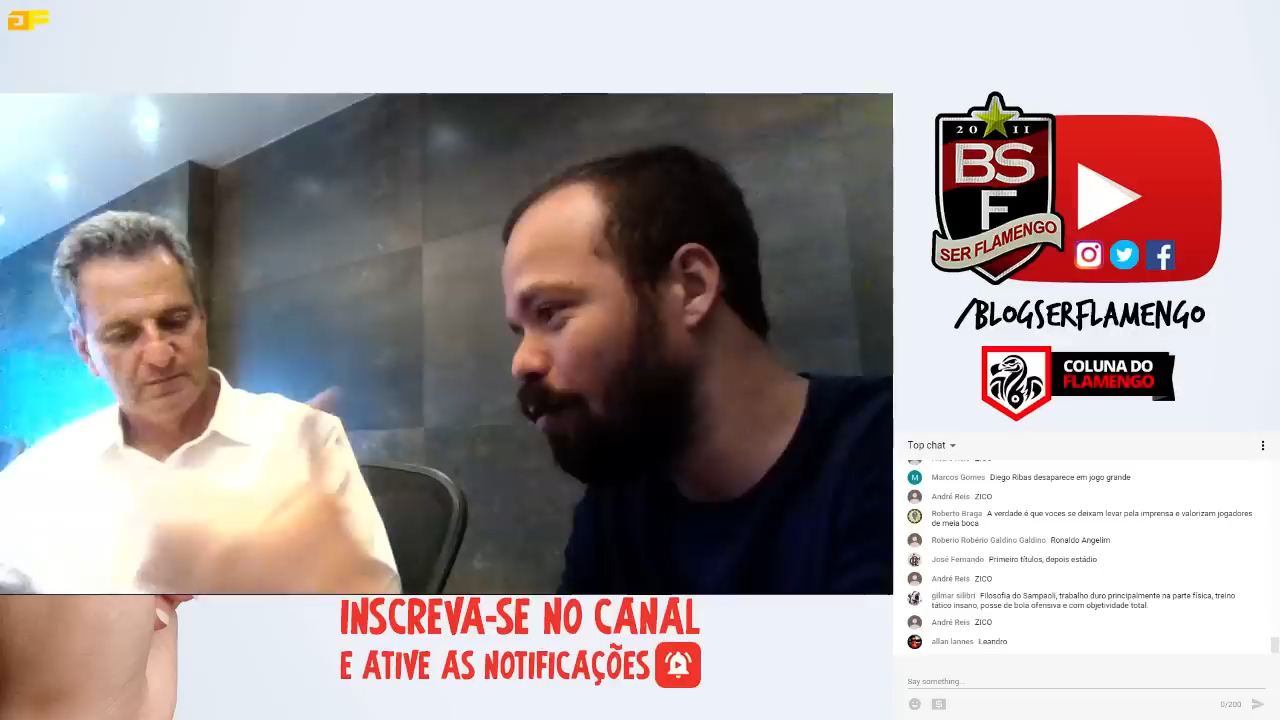 GF
2011
BSF
SER FLAMENGO
/BLOGSERFLAMENGO
COLUNA DO
FLAMENGO
Top chat
ZICO
M
Marcos Gomes Diego Ribas desaparece em jogo grande
André Reis ZICO
Roberto Braga A verdade é que voces se deixam levar pela imprensa e valorizam jogadores
de meia boca
Roberio Robério Galdino Galdino Ronaldo Angelim
José Fernando Primeiro títulos, depois estádio
André Reis ZICO
gilmar silibri Filosofia do Sampaoli, trabalho duro principalmente na parte física, treino
tático insano, posse de bola ofensiva e com objetividade total.
André Reis ZICO
allan lannes Leandro
Say something...
0/200
INSCREVA-SE NO CANAL
E ATIVE AS NOTIFICAÇÕES